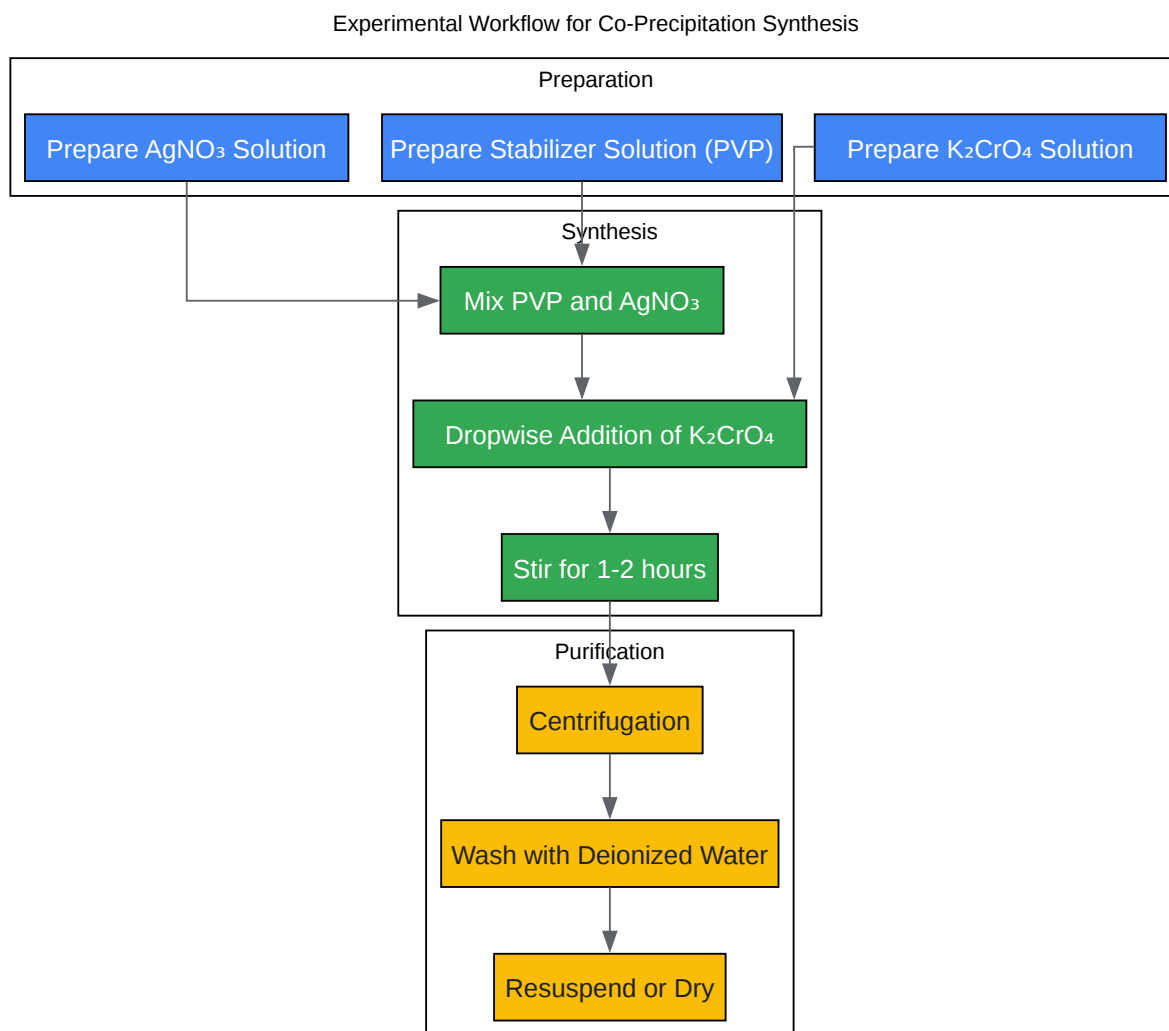 Experimental Workflow for Co-Precipitation Synthesis
Preparation
Prepare AgNO₃ Solution
Prepare Stabilizer Solution (PVP)
Prepare K₂CrO₄ Solution
Synthesis
Mix PVP and AgNO₃
Dropwise Addition of K₂CrO₄
Stir for 1-2 hours
Purification
Centrifugation
Wash with Deionized Water
Resuspend or Dry